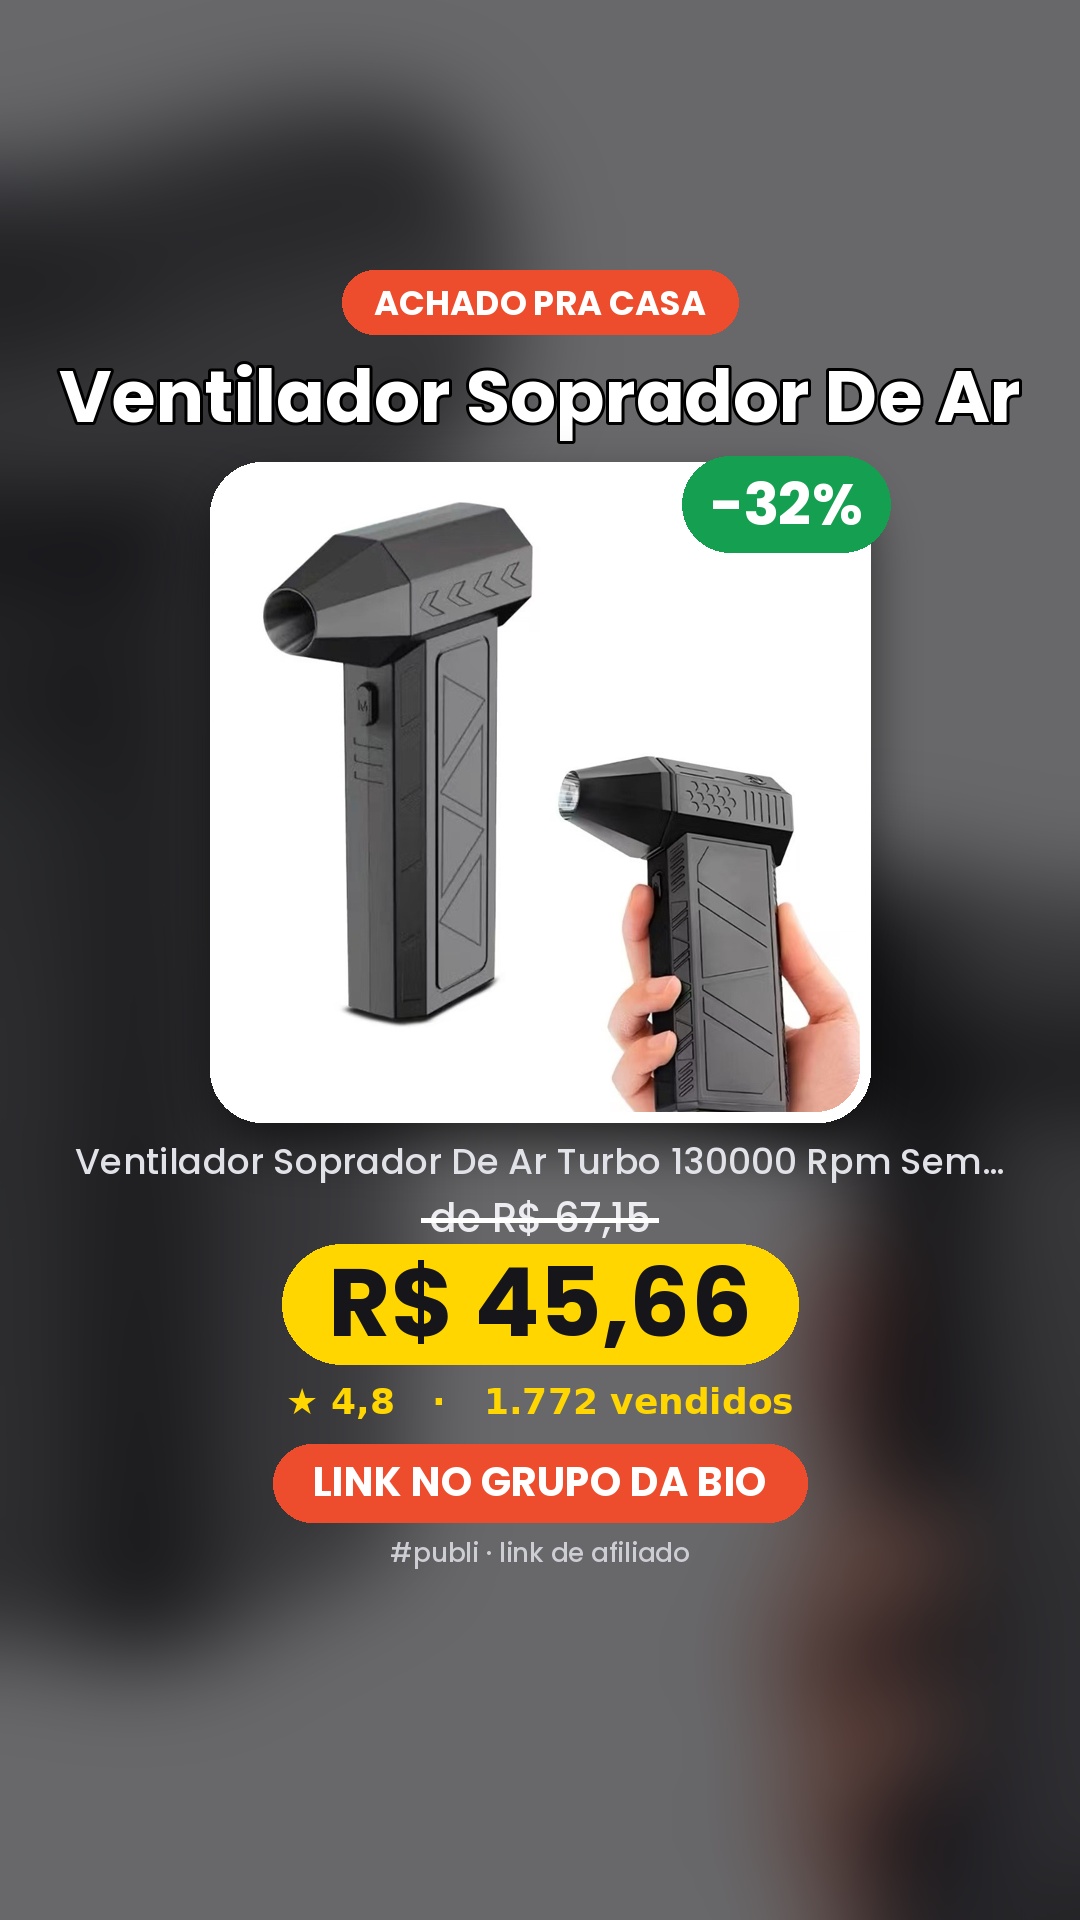 ACHADO PRA CASA
Ventilador Soprador De Ar
-32%
M
Ventilador Soprador De Ar Turbo 130000 Rpm Sem...
de R$ 67,15
R$ 45,66
★ 4,8 · 1.772 vendidos
LINK NO GRUPO DA BIO
#publi · link de afiliado